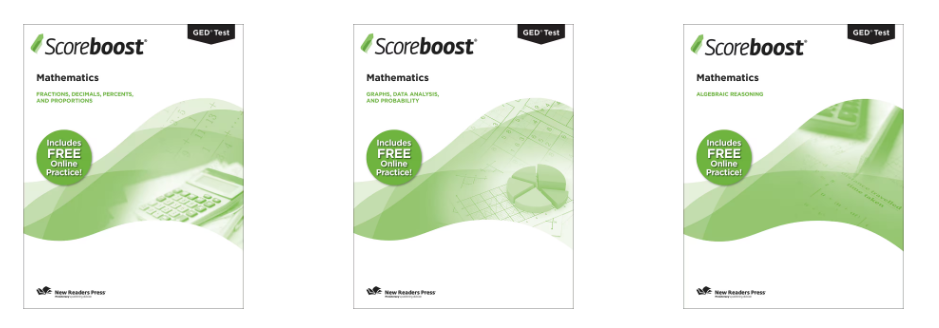 GED® Test
Scoreboost®
Mathematics
FRACTIONS, DECIMALS, PERCENTS,
AND PROPORTIONS
Includes
FREE
Online
Practice!
New Readers Press
GED® Test
Scoreboost®
Mathematics
GRAPHS, DATA ANALYSIS,
AND PROBABILITY
Includes
FREE
Online
Practice!
New Readers Press
GED® Test
Scoreboost®
Mathematics
ALGEBRAIC REASONING
Includes
FREE
Online
Practice!
New Readers Press